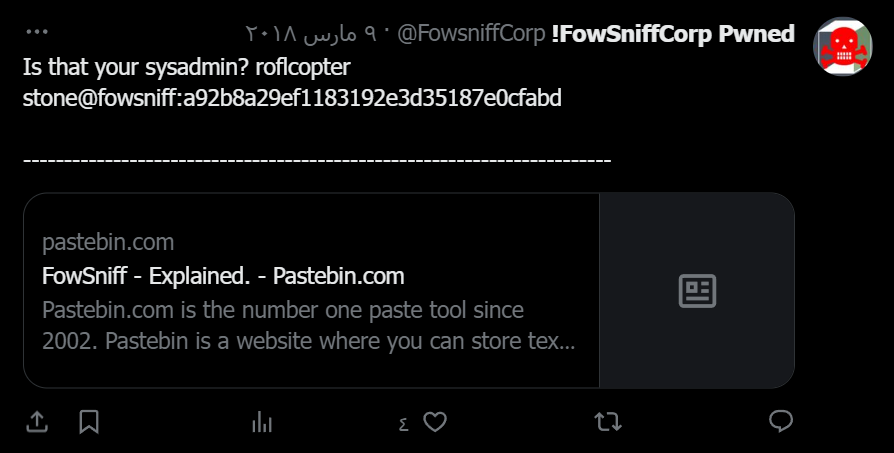 !FowSniffCorp Pwned @FowsniffCorp · ٩ مارس ٢٠١٨
Is that your sysadmin? roflcopter
stone@fowsniff:a92b8a29ef1183192e3d35187e0cfabd
------------------------------------------------------------------------
pastebin.com
FowSniff - Explained. - Pastebin.com
Pastebin.com is the number one paste tool since
2002. Pastebin is a website where you can store tex...
٤